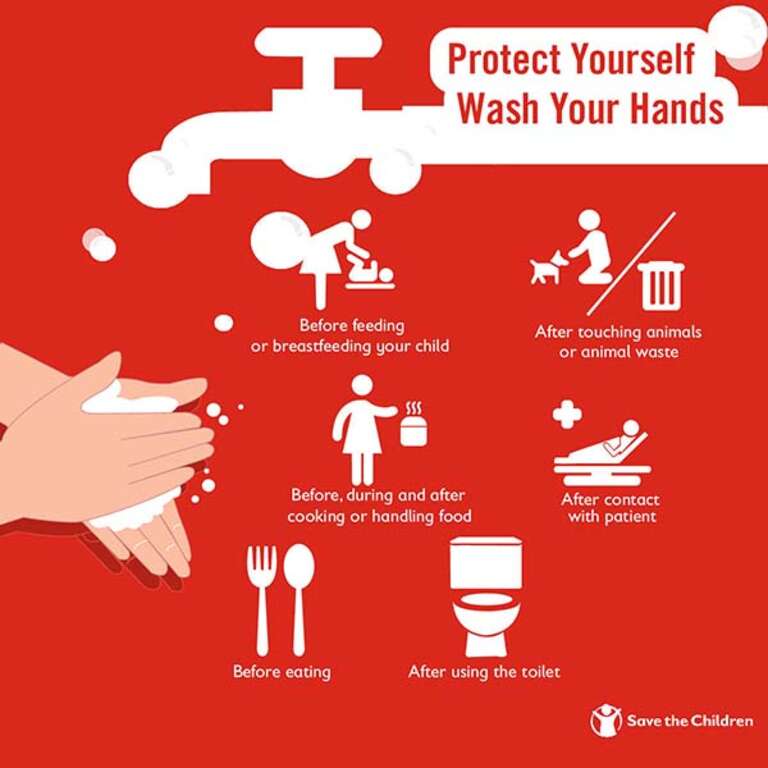 Protect Yourself
Wash Your Hands
Before feeding
or breastfeeding your child
After touching animals
or animal waste
Before, during and after
cooking or handling food
After contact
with patient
Before eating
After using the toilet
Save the Children